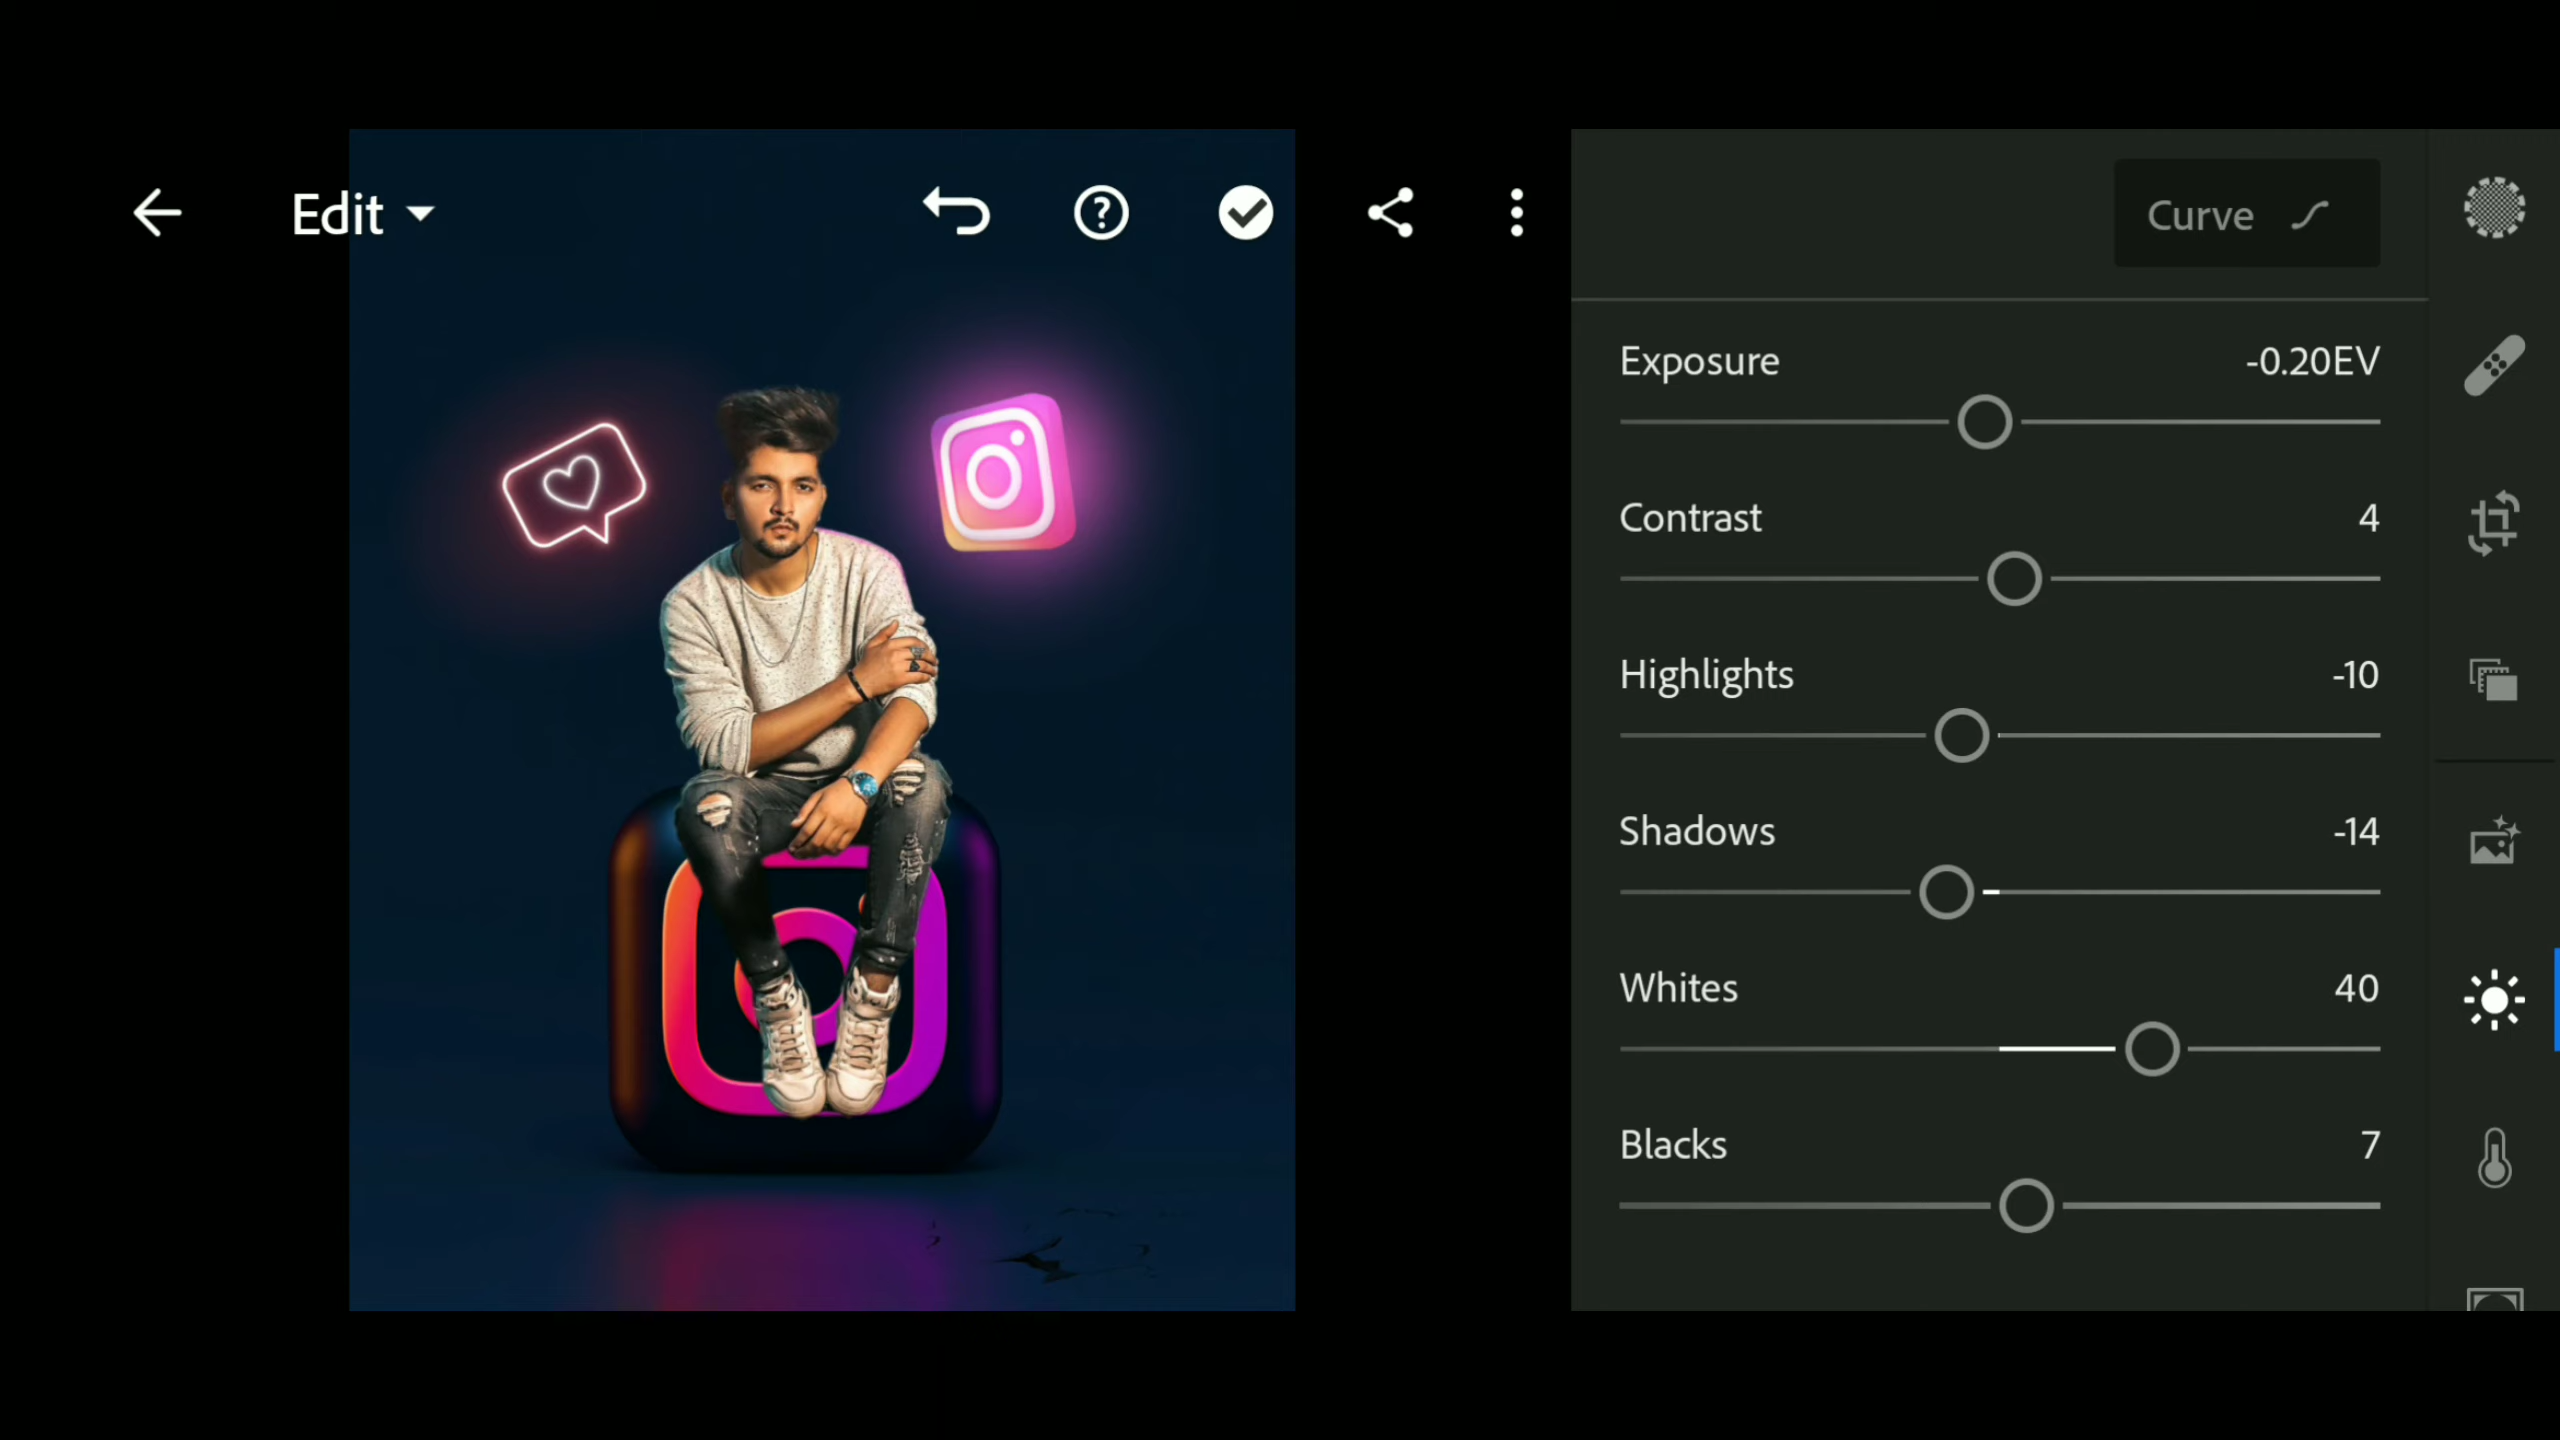 Edit
Curve
Exposure -0.20EV
Contrast 4
Highlights -10
Shadows -14
Whites 40
Blacks 7